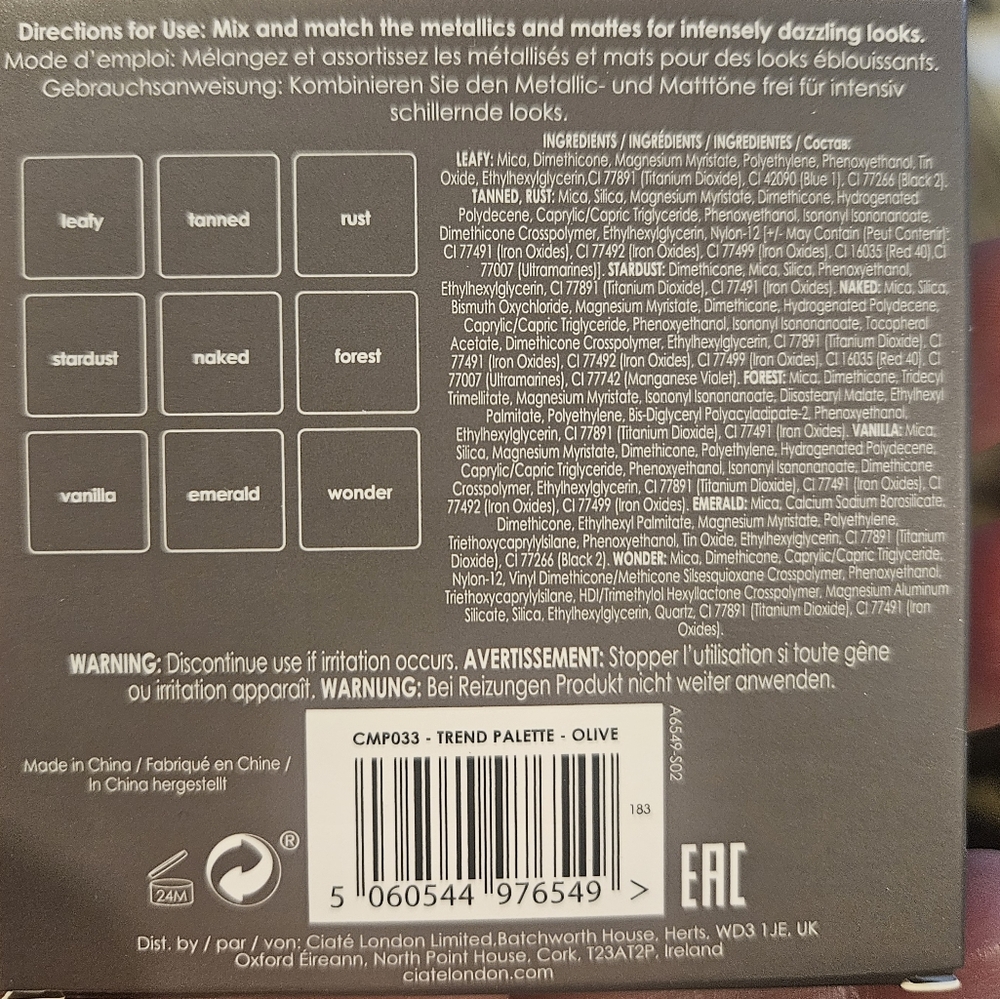 Directions for Use: Mix and match the metallics and mattes for intensely dazzling looks.
Mode d'emploi: Mélangez et assortissez les métallisés et mats pour des looks éblouissants.
Gebrauchsanweisung: Kombinieren Sie den Metallic- und Matttöne frei für intensiv
schillernde looks.
leafy
tanned
rust
stardust
naked
forest
vanilla
emerald
wonder
INGREDIENTS / INGRÉDIENTS / INGREDIENTES / Состав:
LEAFY: Mica, Dimethicone, Magnesium Myristate, Polyethylene, Phenoxyethanol, Tin
Oxide, Ethylhexylglycerin,CI 77891 (Titanium Dioxide), CI 42090 (Blue 1), CI 77266 (Black 2).
TANNED, RUST: Mica, Silica, Magnesium Myristate, Dimethicone, Hydrogenated
Polydecene, Caprylic/Capric Triglyceride, Phenoxyethanol, Isononyl Isononanoate,
Dimethicone Crosspolymer, Ethylhexylglycerin, Nylon-12 [+/- May Contain (Peut Contenir):
CI 77491 (Iron Oxides), CI 77492 (Iron Oxides), CI 77499 (Iron Oxides), CI 16035 (Red 40),CI
77007 (Ultramarines)]. STARDUST: Dimethicone, Mica, Silica, Phenoxyethanol,
Ethylhexylglycerin, CI 77891 (Titanium Dioxide), CI 77491 (Iron Oxides). NAKED: Mica, Silica,
Bismuth Oxychloride, Magnesium Myristate, Dimethicone, Hydrogenated Polydecene,
Caprylic/Capric Triglyceride, Phenoxyethanol, Isononyl Isononanoate, Tocopherol
Acetate, Dimethicone Crosspolymer, Ethylhexylglycerin, CI 77891 (Titanium Dioxide), CI
77491 (Iron Oxides), CI 77492 (Iron Oxides), CI 77499 (Iron Oxides), CI 16035 (Red 40), CI
77007 (Ultramarines), CI 77742 (Manganese Violet). FOREST: Mica, Dimethicone, Tridecyl
Trimellitate, Magnesium Myristate, Isononyl Isononanoate, Diisostearyl Malate, Ethylhexyl
Palmitate, Polyethylene, Bis-Diglyceryl Polyacyladipate-2, Phenoxyethanol,
Ethylhexylglycerin, CI 77891 (Titanium Dioxide), CI 77491 (Iron Oxides). VANILLA: Mica,
Silica, Magnesium Myristate, Dimethicone, Polyethylene, Hydrogenated Polydecene,
Caprylic/Capric Triglyceride, Phenoxyethanol, Isononyl Isononanoate, Dimethicone
Crosspolymer, Ethylhexylglycerin, CI 77891 (Titanium Dioxide), CI 77491 (Iron Oxides), CI
77492 (Iron Oxides), CI 77499 (Iron Oxides). EMERALD: Mica, Calcium Sodium Borosilicate,
Dimethicone, Ethylhexyl Palmitate, Magnesium Myristate, Polyethylene,
Triethoxycaprylylsilane, Phenoxyethanol, Tin Oxide, Ethylhexylglycerin, CI 77891 (Titanium
Dioxide), CI 77266 (Black 2). WONDER: Mica, Dimethicone, Caprylic/Capric Triglyceride,
Nylon-12, Vinyl Dimethicone/Methicone Silsesquioxane Crosspolymer, Phenoxyethanol,
Triethoxycaprylylsilane, HDI/Trimethylol Hexyllactone Crosspolymer, Magnesium Aluminum
Silicate, Silica, Ethylhexylglycerin, Quartz, CI 77891 (Titanium Dioxide), CI 77491 (Iron
Oxides).
WARNING: Discontinue use if irritation occurs. AVERTISSEMENT: Stopper l'utilisation si toute gêne
ou irritation apparaît. WARNUNG: Bei Reizungen Produkt nicht weiter anwenden.
Made in China / Fabriqué en Chine /
In China hergestellt
24M
®
CMP033 - TREND PALETTE - OLIVE
183
5 060544 976549 >
A6549-S02
EAC
Dist. by / par / von: Ciaté London Limited,Batchworth House, Herts, WD3 1JE, UK
Oxford Éireann, North Point House, Cork, T23AT2P, Ireland
ciatelondon.com